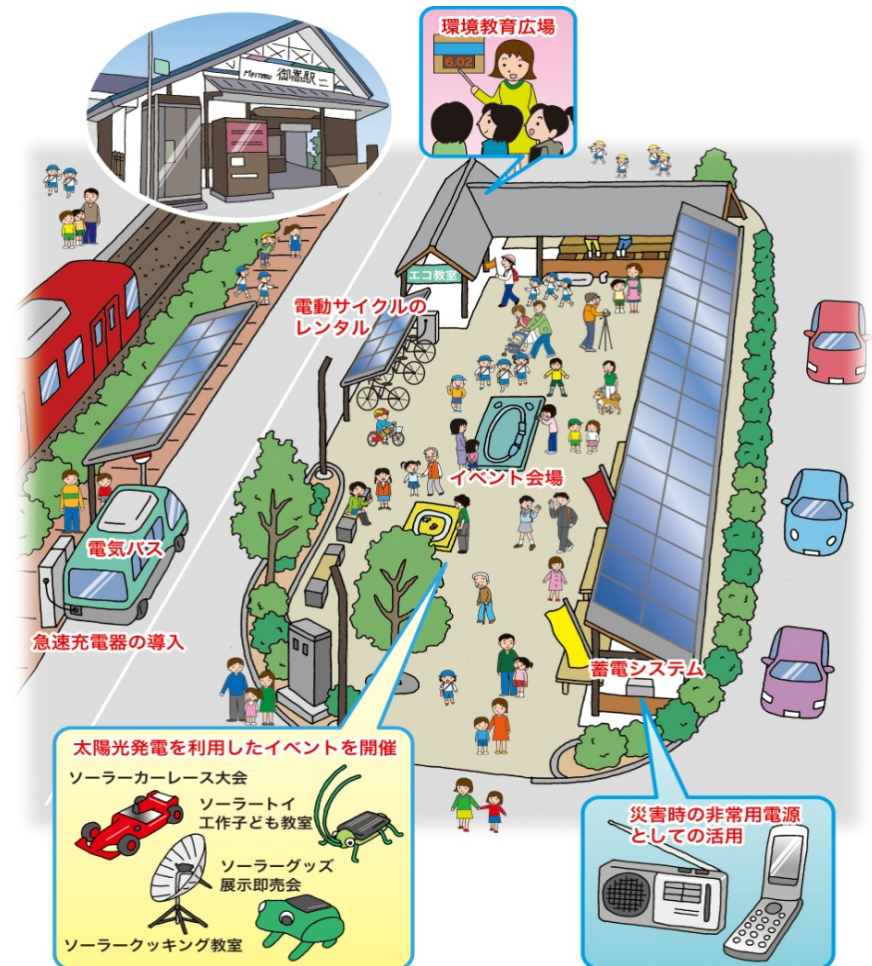 環境教育広場
6.02
Meitetsu 御嵩駅
エコ教室
電動サイクルの
レンタル
イベント会場
電気バス
急速充電器の導入
蓄電システム
太陽光発電を利用したイベントを開催
ソーラーカーレース大会
ソーラートイ
工作子ども教室
ソーラーグッズ
展示即売会
ソーラークッキング教室
災害時の非常用電源
としての活用